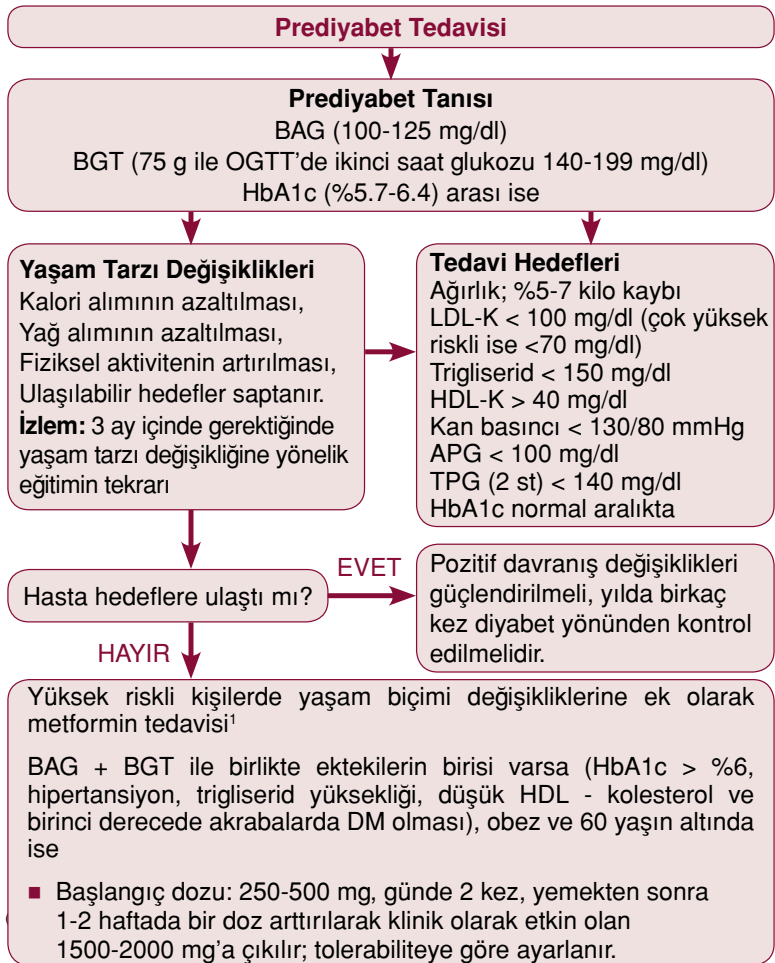 Prediyabet Tedavisi
Prediyabet Tanısı
BAG (100-125 mg/dl)
BGT (75 g ile OGTT’de ikinci saat glukozu 140-199 mg/dl)
HbA1c (%5.7-6.4) arası ise
Yaşam Tarzı Değişiklikleri
Kalori alımının azaltılması,
Yağ alımının azaltılması,
Fiziksel aktivitenin artırılması,
Ulaşılabilir hedefler saptanır.
İzlem: 3 ay içinde gerektiğinde
yaşam tarzı değişikliğine yönelik
eğitimin tekrarı
Tedavi Hedefleri
Ağırlık; %5-7 kilo kaybı
LDL-K < 100 mg/dl (çok yüksek
riskli ise <70 mg/dl)
Trigliserid < 150 mg/dl
HDL-K > 40 mg/dl
Kan basıncı < 130/80 mmHg
APG < 100 mg/dl
TPG (2 st) < 140 mg/dl
HbA1c normal aralıkta
Hasta hedeflere ulaştı mı?
EVET
Pozitif davranış değişiklikleri
güçlendirilmeli, yılda birkaç
kez diyabet yönünden kontrol
edilmelidir.
HAYIR
Yüksek riskli kişilerde yaşam biçimi değişikliklerine ek olarak
metformin tedavisi¹
BAG + BGT ile birlikte ektekilerin birisi varsa (HbA1c > %6,
hipertansiyon, trigliserid yüksekliği, düşük HDL - kolesterol ve
birinci derecede akrabalarda DM olması), obez ve 60 yaşın altında
ise
■ Başlangıç dozu: 250-500 mg, günde 2 kez, yemekten sonra
1-2 haftada bir doz arttırılarak klinik olarak etkin olan
1500-2000 mg’a çıkılır; tolerabiliteye göre ayarlanır.